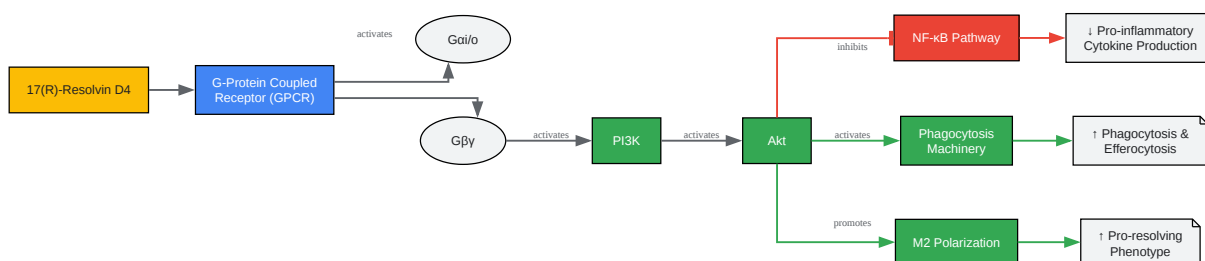 17(R)-Resolvin D4
G-Protein Coupled
Receptor (GPCR)
activates
Gαi/o
Gβγ
activates
PI3K
activates
Akt
inhibits
NF-κB Pathway
↓ Pro-inflammatory
Cytokine Production
activates
Phagocytosis
Machinery
↑ Phagocytosis &
Efferocytosis
promotes
M2 Polarization
↑ Pro-resolving
Phenotype